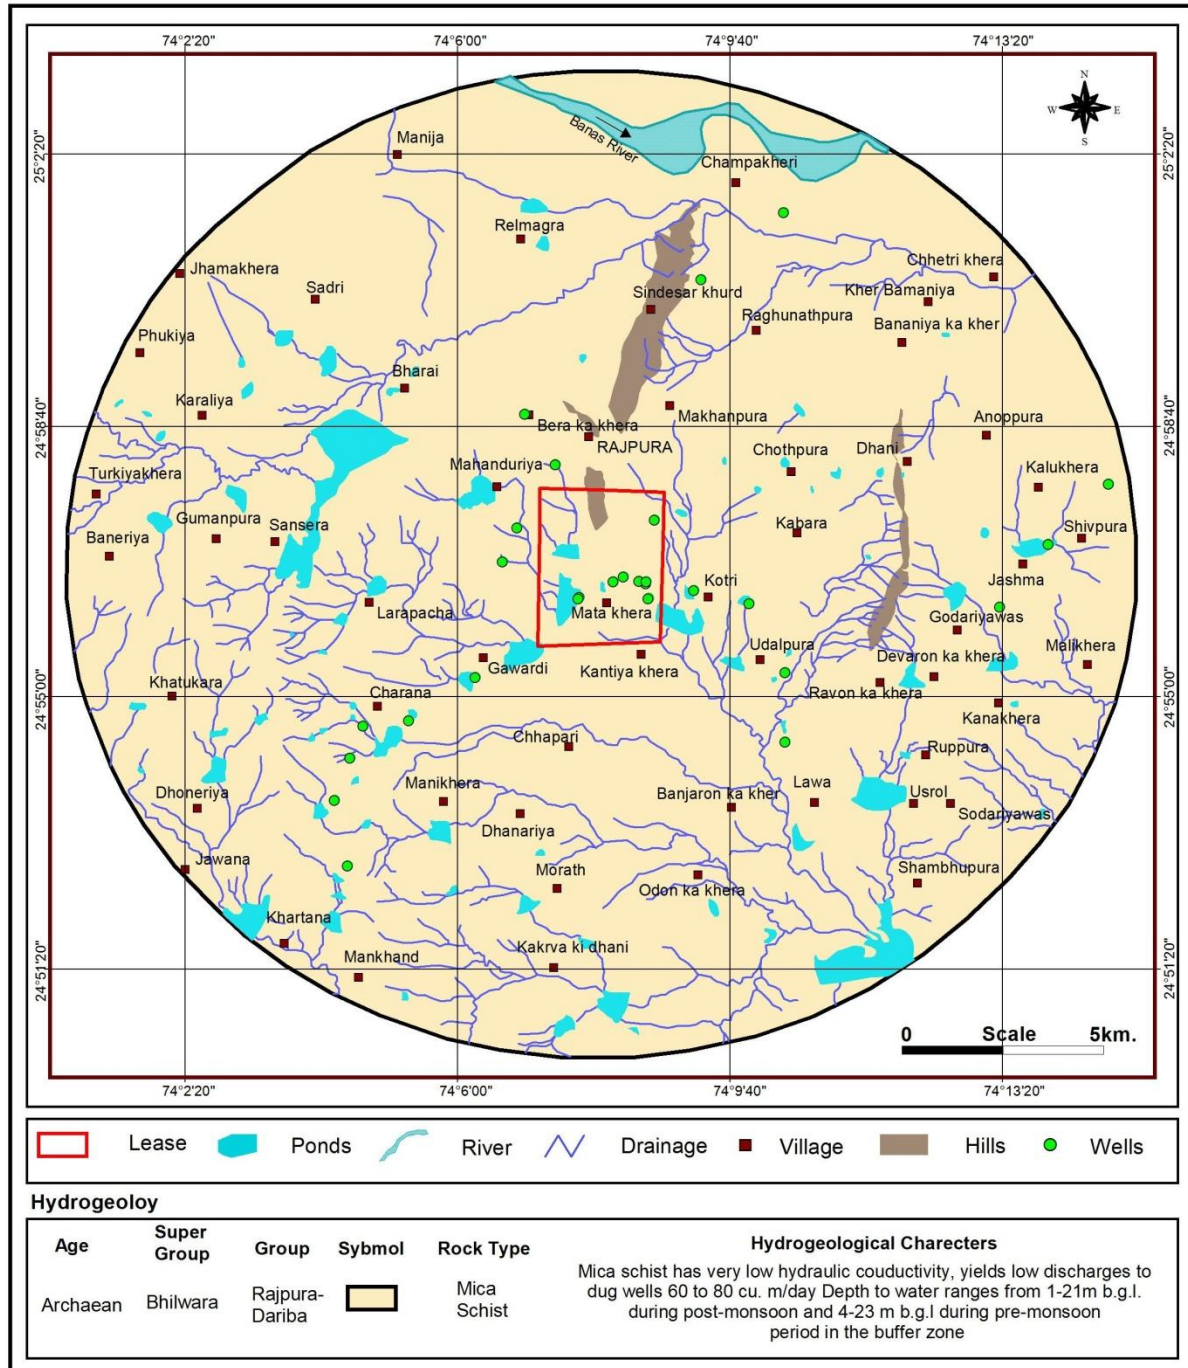 74°2'20"
74°6'00"
74°9'40"
74°13'20"
N
W
E
S
25°2'20"
25°2'20"
Banas River
Manija
Champakheri
Relmagra
Jhamakhera
Chhetri khera
Sadri
Sindesar khurd
Kher Bamaniya
Raghunathpura
Bananiya ka kher
Phukiya
Bharai
Karaliya
Makhanpura
Anoppura
24°58'40"
24°58'40"
Bera ka khera
RAJPURA
Chothpura
Dhani
Kalukhera
Turkiyakhera
Mahanduriya
Gumanpura
Sansera
Kabara
Shivpura
Baneriya
Jashma
Kotri
Larapacha
Mata khera
Godariyawas
Udalpura
Devaron ka khera
Malikhera
Gawardi
Kantiya khera
Khatukara
Charana
Ravon ka khera
24°55'00"
24°55'00"
Kanakhera
Chhapari
Ruppura
Dhoneriya
Manikhera
Banjaron ka kher
Lawa
Usrol
Dhanariya
Sodariyawas
Jawana
Morath
Odon ka khera
Shambhupura
Khartana
Mankhand
Kakrva ki dhani
24°51'20"
24°51'20"
0 Scale 5km.
74°2'20"
74°6'00"
74°9'40"
74°13'20"
Lease Ponds River Drainage Village Hills Wells
Hydrogeoloy
Age Super Group Group Sybmol Rock Type Hydrogeological Charecters
Archaean Bhilwara Rajpura-
Dariba
Mica
Schist
Mica schist has very low hydraulic couductivity, yields low discharges to
dug wells 60 to 80 cu. m/day Depth to water ranges from 1-21m b.g.l.
during post-monsoon and 4-23 m b.g.l during pre-monsoon
period in the buffer zone